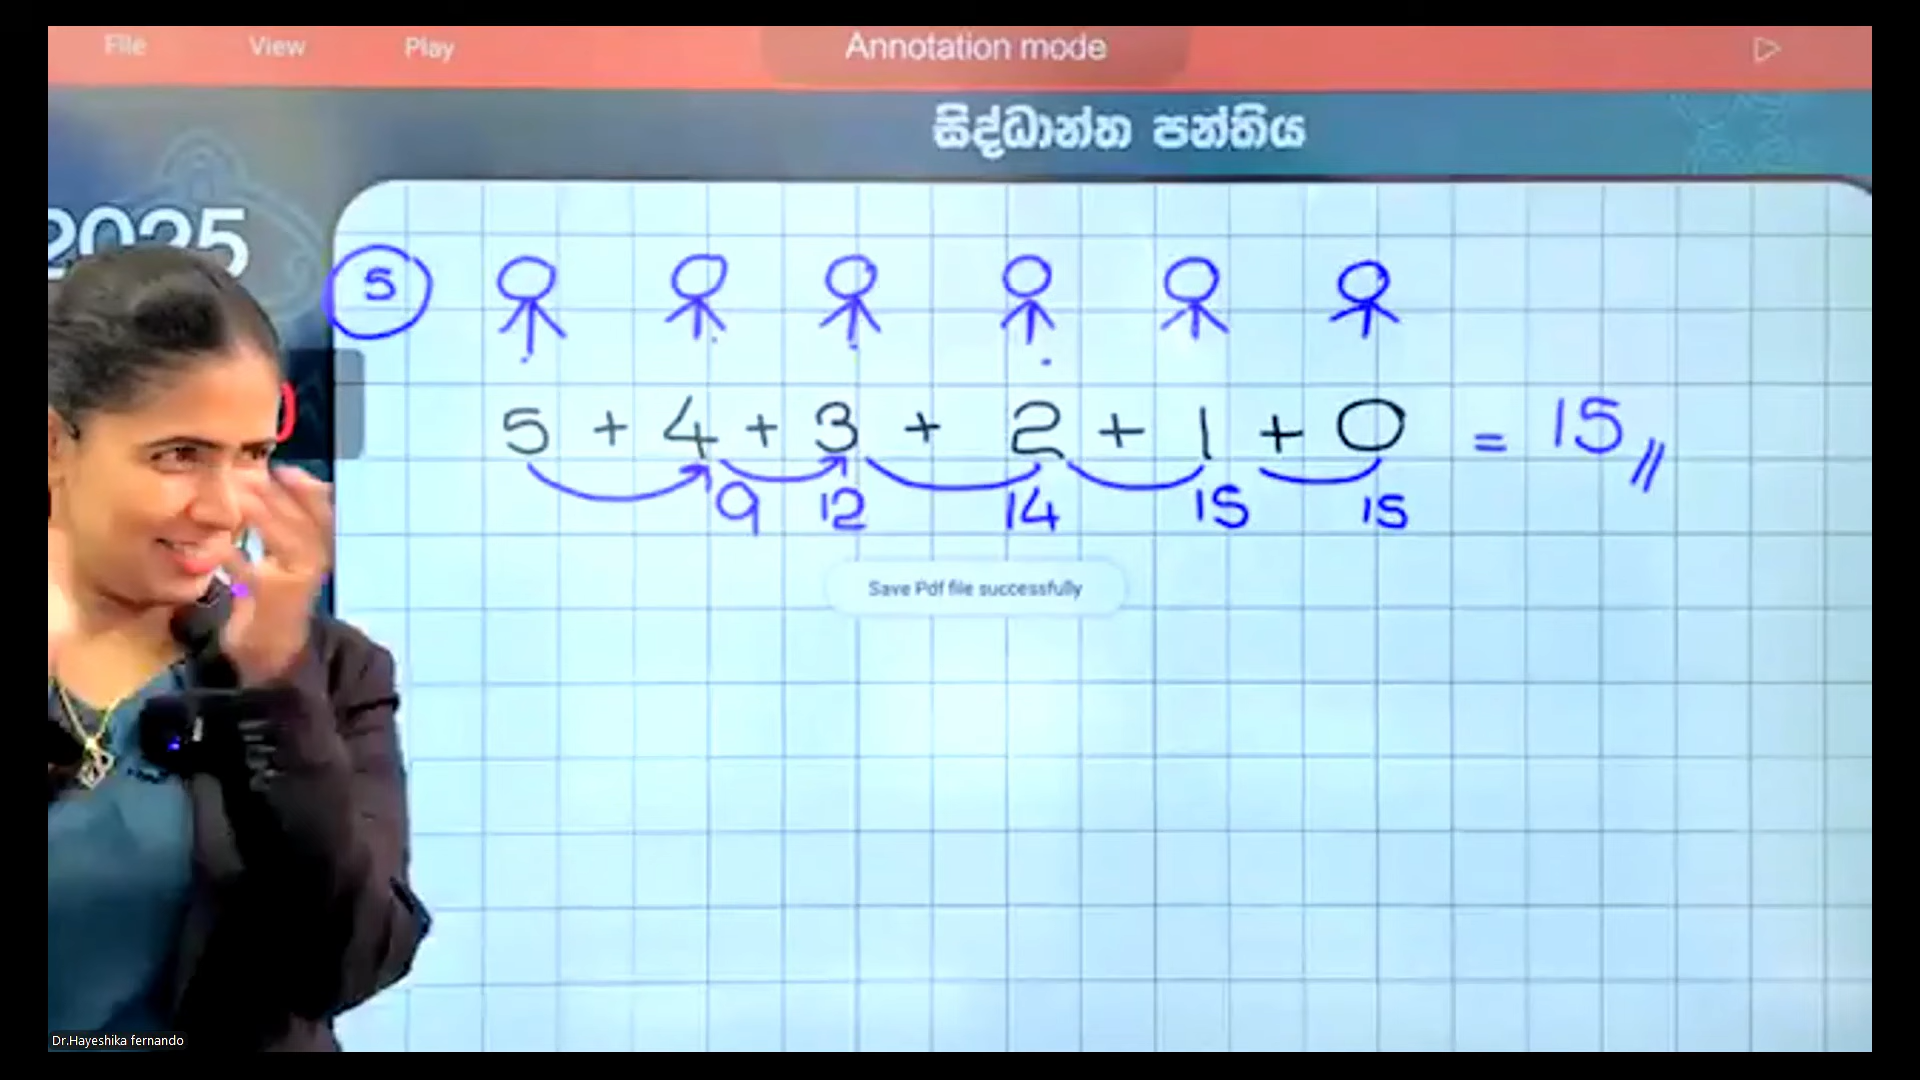 File View Play Annotation mode
සිද්ධාන්ත පන්තිය
2025
5
5 + 4 + 3 + 2 + 1 + 0 = 15
9 12 14 15 15
Save Pdf file successfully
Dr.Hayeshika fernando